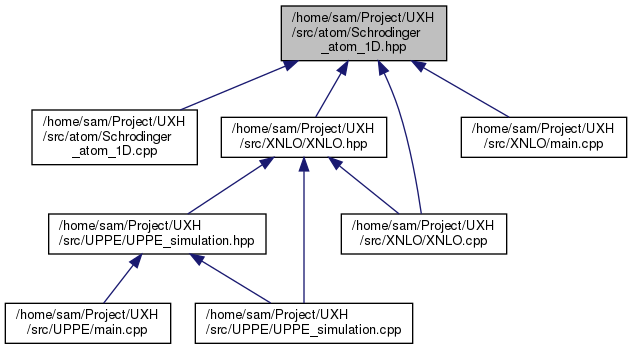 /home/sam/Project/UXH
/src/atom/Schrodinger
_atom_1D.hpp
/home/sam/Project/UXH
/src/atom/Schrodinger
_atom_1D.cpp
/home/sam/Project/UXH
/src/XNLO/XNLO.hpp
/home/sam/Project/UXH
/src/XNLO/main.cpp
/home/sam/Project/UXH
/src/UPPE/UPPE_simulation.hpp
/home/sam/Project/UXH
/src/XNLO/XNLO.cpp
/home/sam/Project/UXH
/src/UPPE/main.cpp
/home/sam/Project/UXH
/src/UPPE/UPPE_simulation.cpp